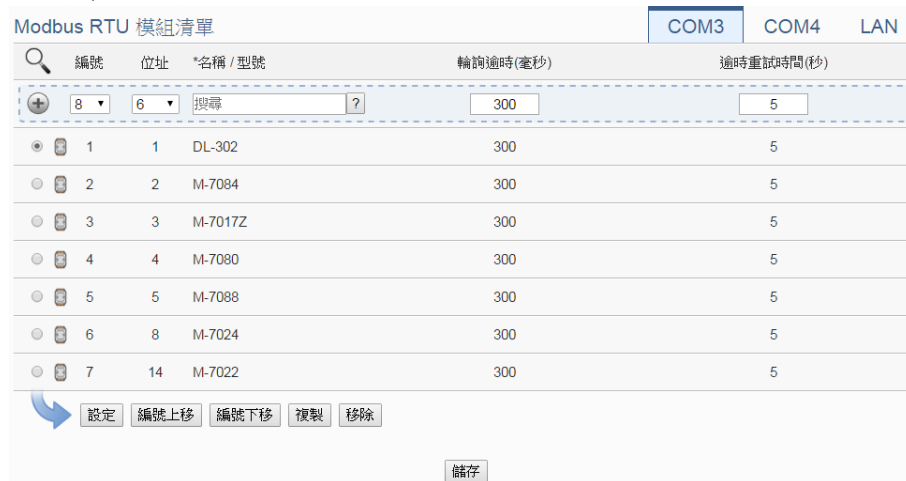 Modbus RTU 模組清單 COM3 COM4 LAN
編號 位址 *名稱 / 型號 輪詢逾時(毫秒) 逾時重試時間(秒)
8 6 搜尋 ? 300 5
1 1 DL-302 300 5
2 2 M-7084 300 5
3 3 M-7017Z 300 5
4 4 M-7080 300 5
5 5 M-7088 300 5
6 8 M-7024 300 5
7 14 M-7022 300 5
設定 編號上移 編號下移 複製 移除
儲存